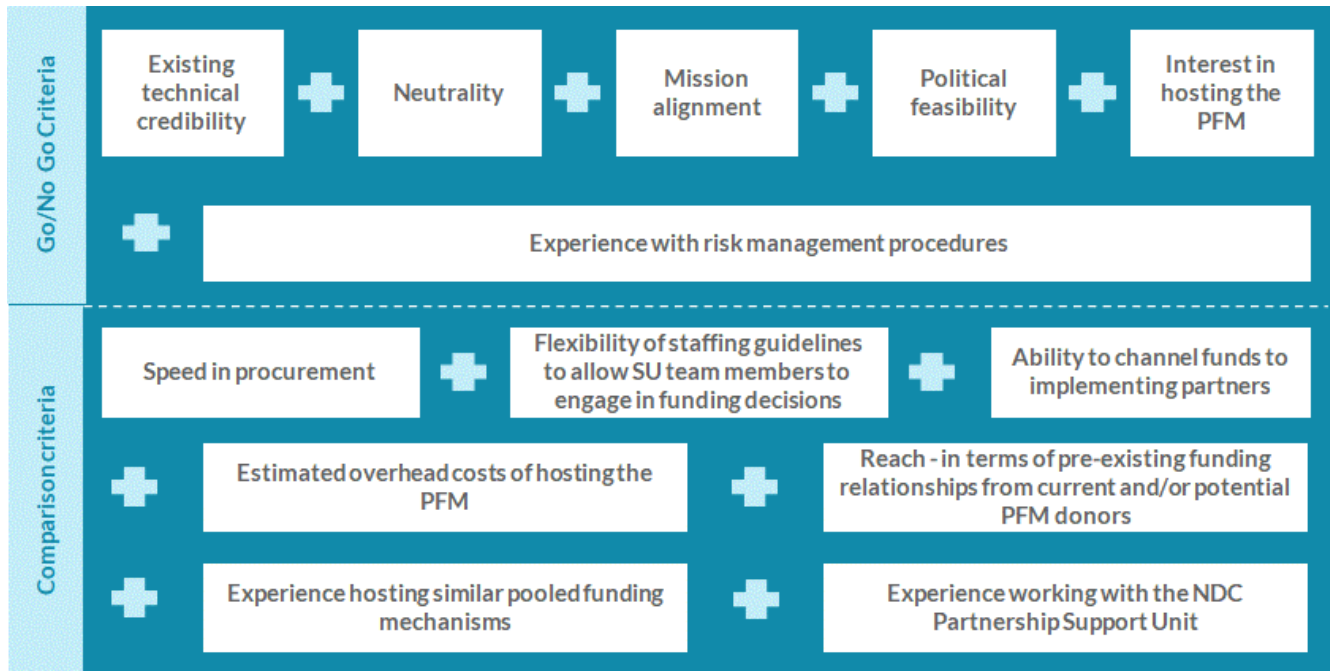 Go/No Go Criteria
Existing
technical
credibility
Neutrality
Mission
alignment
Political
feasibility
Interest in
hosting the
PFM
Experience with risk management procedures
Comparison criteria
Speed in procurement
Flexibility of staffing guidelines
to allow SU team members to
engage in funding decisions
Ability to channel funds to
implementing partners
Estimated overhead costs of hosting the
PFM
Reach - in terms of pre-existing funding
relationships from current and/or potential
PFM donors
Experience hosting similar pooled funding
mechanisms
Experience working with the NDC
Partnership Support Unit